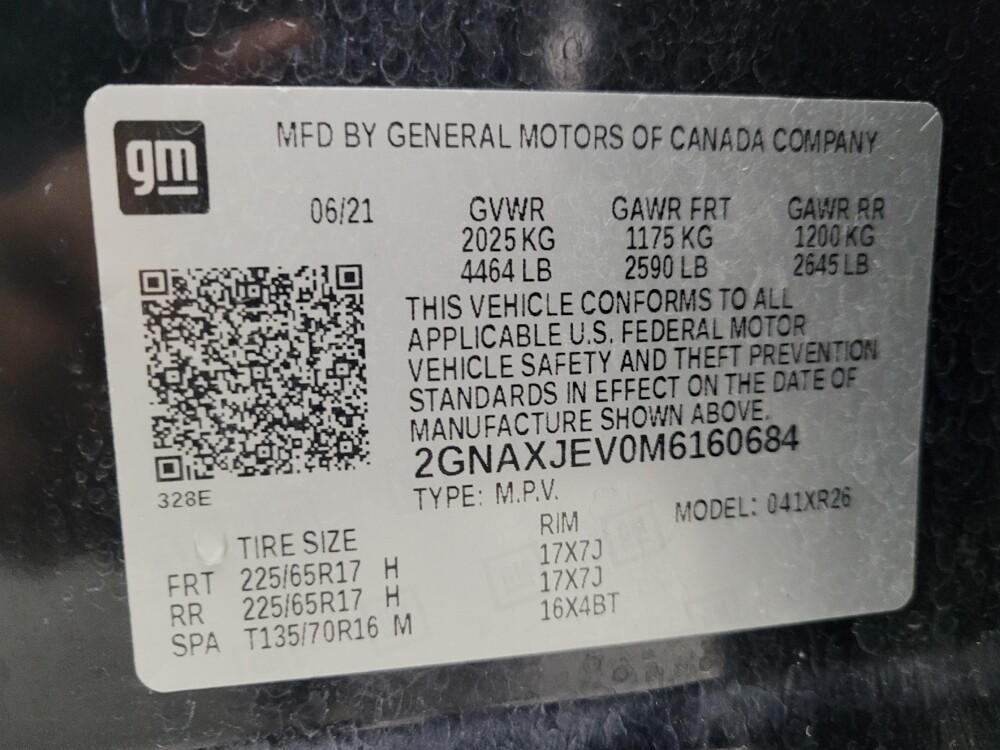 gm
MFD BY GENERAL MOTORS OF CANADA COMPANY
06/21 GVWR GAWR FRT GAWR RR
2025 KG 1175 KG 1200 KG
4464 LB 2590 LB 2645 LB
THIS VEHICLE CONFORMS TO ALL
APPLICABLE U.S. FEDERAL MOTOR
VEHICLE SAFETY AND THEFT PREVENTION
STANDARDS IN EFFECT ON THE DATE OF
MANUFACTURE SHOWN ABOVE.
2GNAXJEV0M6160684
328E
TYPE: M.P.V. MODEL: 041XR26
TIRE SIZE RIM
FRT 225/65R17 H 17X7J
RR 225/65R17 H 17X7J
SPA T135/70R16 M 16X4BT